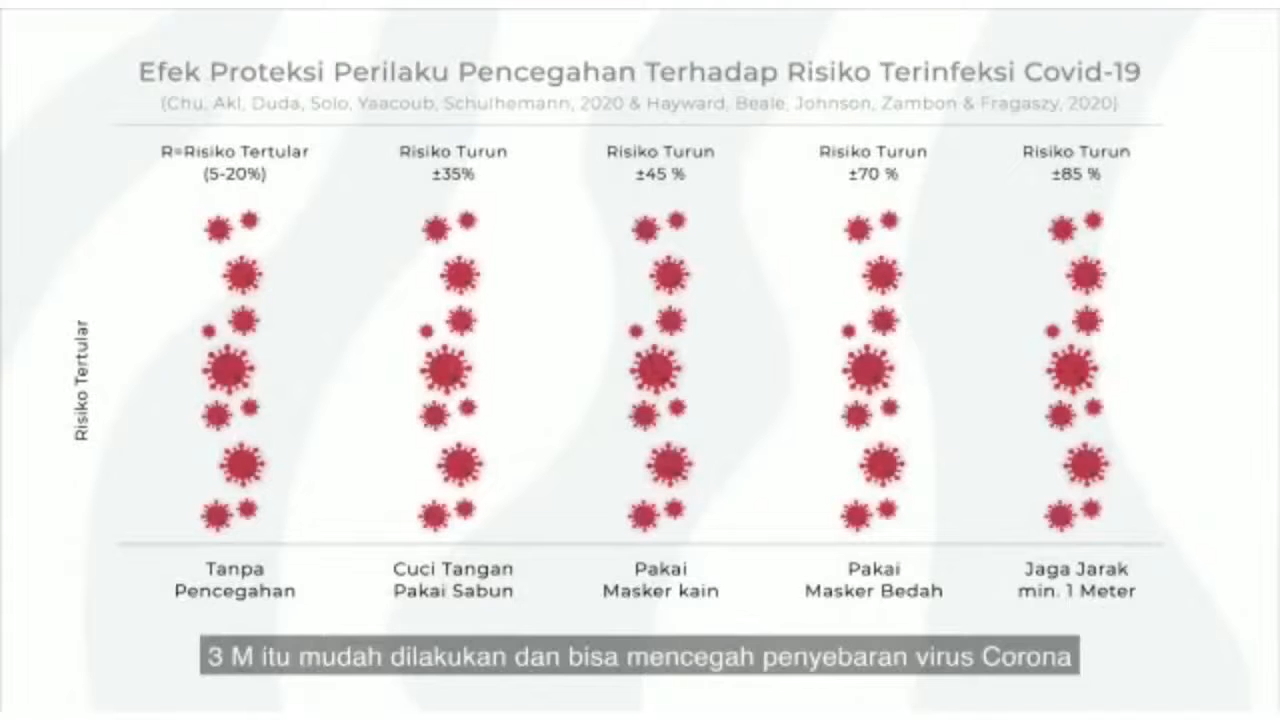 Efek Proteksi Perilaku Pencegahan Terhadap Risiko Terinfeksi Covid-19
(Chu, Akl, Duda, Solo, Yaacoub, Schulhemann, 2020 & Hayward, Beale, Johnson, Zambon & Fragaszy, 2020)
R=Risiko Tertular
(5-20%)
Risiko Turun
±35%
Risiko Turun
±45 %
Risiko Turun
±70 %
Risiko Turun
±85 %
Risiko Tertular
Tanpa
Pencegahan
Cuci Tangan
Pakai Sabun
Pakai
Masker kain
Pakai
Masker Bedah
Jaga Jarak
min. 1 Meter
3 M itu mudah dilakukan dan bisa mencegah penyebaran virus Corona